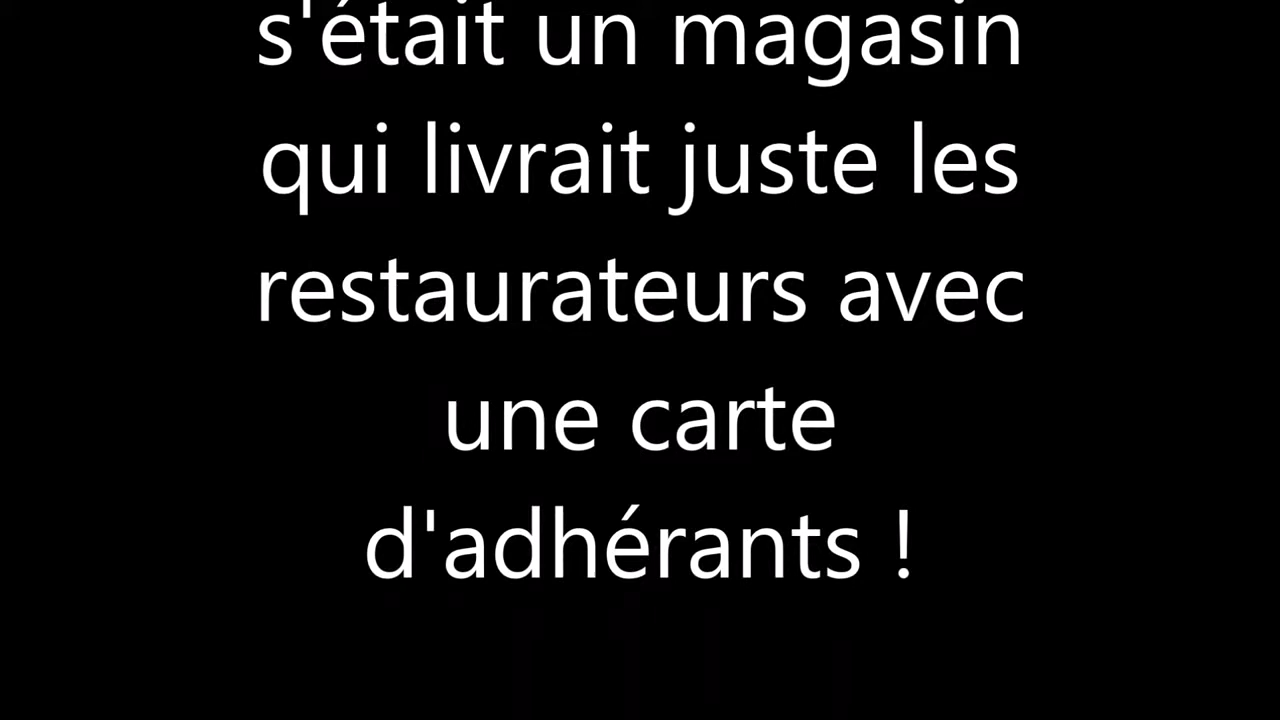 s'était un magasin
qui livrait juste les
restaurateurs avec
une carte
d'adhérants !